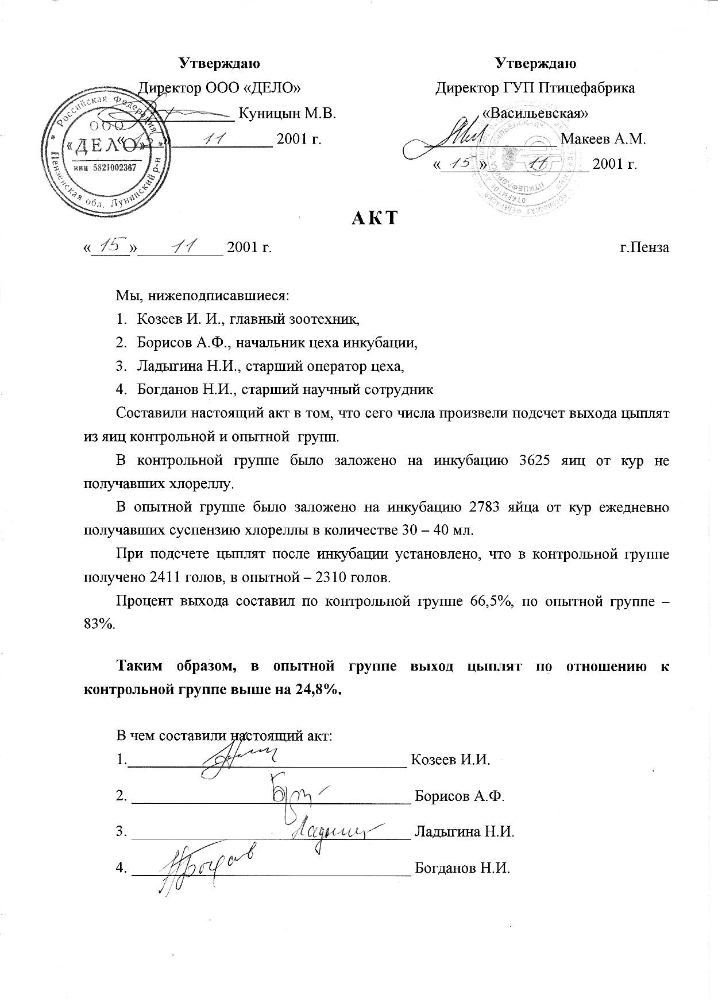 Утверждаю
Директор ООО «ДЕЛО»
Куницын М.В.
«15» 11 2001 г.
Утверждаю
Директор ГУП Птицефабрика
«Васильевская»
Макеев А.М.
«15» 11 2001 г.
* Российская Федерация *
ООО
«ДЕЛО»
ИНН 5821002367
Пензенская обл. Лунинский р-н
АКТ
«15» 11 2001 г. г.Пенза
Мы, нижеподписавшиеся:
1. Козеев И. И., главный зоотехник,
2. Борисов А.Ф., начальник цеха инкубации,
3. Ладыгина Н.И., старший оператор цеха,
4. Богданов Н.И., старший научный сотрудник
Составили настоящий акт в том, что сего числа произвели подсчет выхода цыплят
из яиц контрольной и опытной групп.
В контрольной группе было заложено на инкубацию 3625 яиц от кур не
получавших хлореллу.
В опытной группе было заложено на инкубацию 2783 яйца от кур ежедневно
получавших суспензию хлореллы в количестве 30 – 40 мл.
При подсчете цыплят после инкубации установлено, что в контрольной группе
получено 2411 голов, в опытной – 2310 голов.
Процент выхода составил по контрольной группе 66,5%, по опытной группе –
83%.
Таким образом, в опытной группе выход цыплят по отношению к
контрольной группе выше на 24,8%.
В чем составили настоящий акт:
1. Козеев И.И.
2. Борисов А.Ф.
3. Ладыгина Н.И.
4. Богданов Н.И.